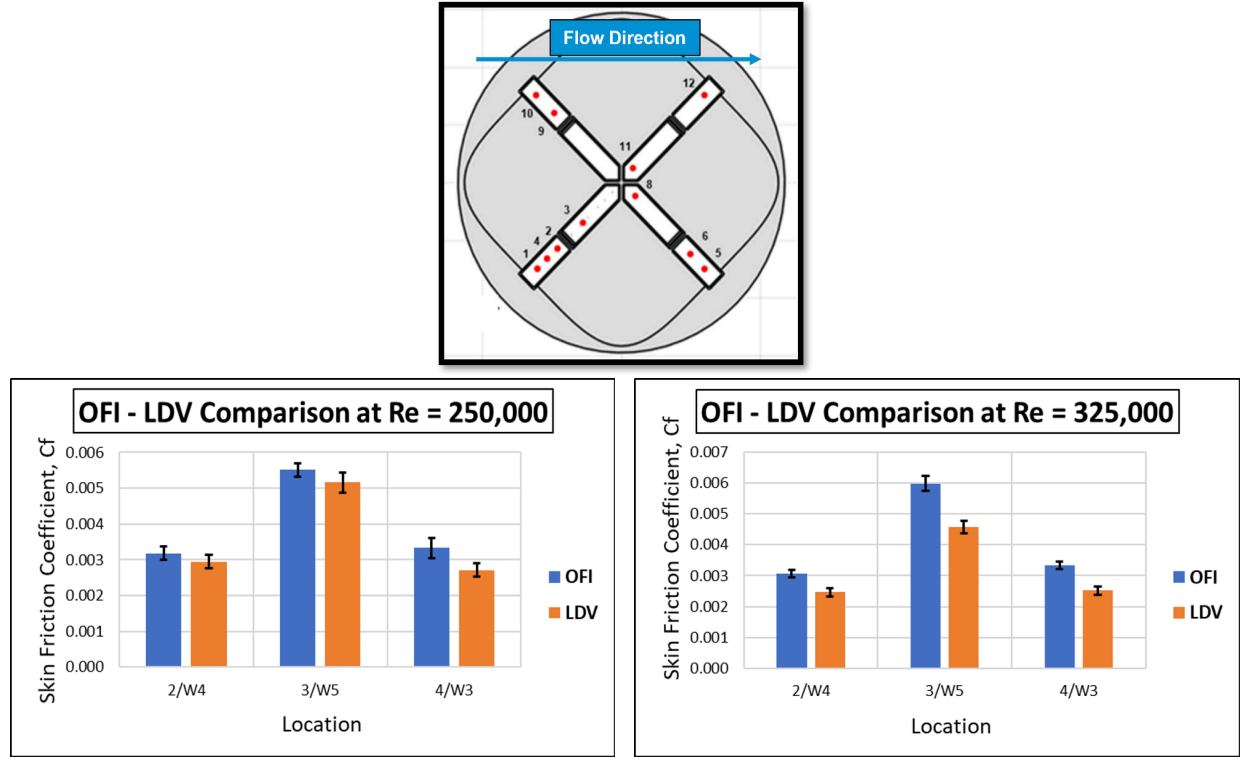 Flow Direction
12
10
9
11
8
3
2
4
1
6
5
OFI - LDV Comparison at Re = 250,000
Skin Friction Coefficient, Cf
0.006
0.005
0.004
0.003
0.002
0.001
0.000
2/W4 3/W5 4/W3
Location
OFI
LDV
OFI - LDV Comparison at Re = 325,000
Skin Friction Coefficient, Cf
0.007
0.006
0.005
0.004
0.003
0.002
0.001
0.000
2/W4 3/W5 4/W3
Location
OFI
LDV